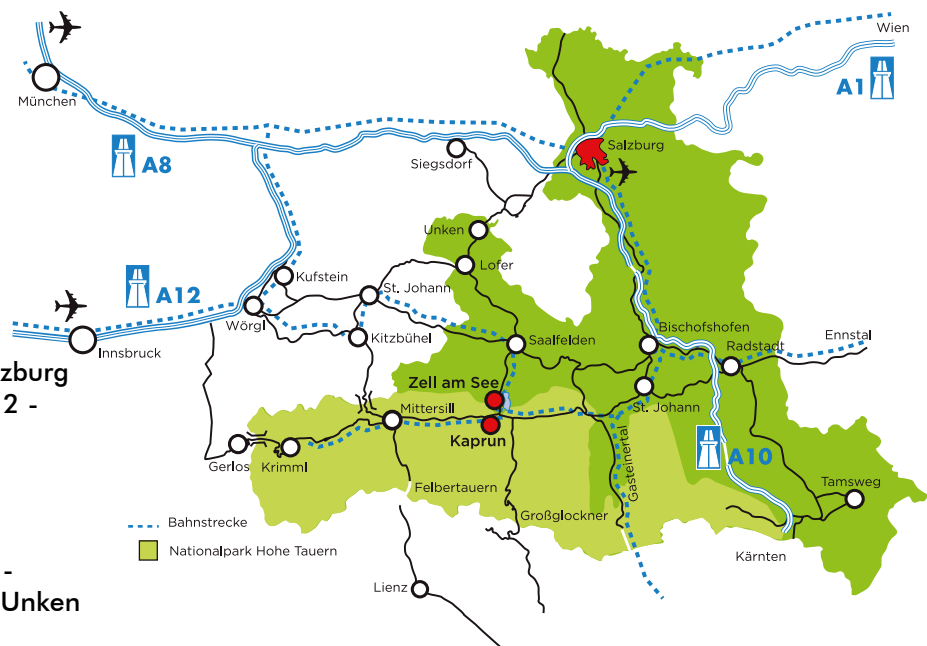 Wien
A1
München
A8
Siegsdorf
Salzburg
Unken
Lofer
Kufstein
A12
St. Johann
Wörgl
Kitzbühel
Innsbruck
Saalfelden
Bischofshofen
Radstadt
Ennstal
zburg
2 -
Zell am See
St. Johann
Mittersill
Kaprun
Gerlos
Krimml
Gasteinertal
A10
Felbertauern
Tamsweg
Großglockner
Bahnstrecke
Nationalpark Hohe Tauern
Kärnten
-
Unken
Lienz